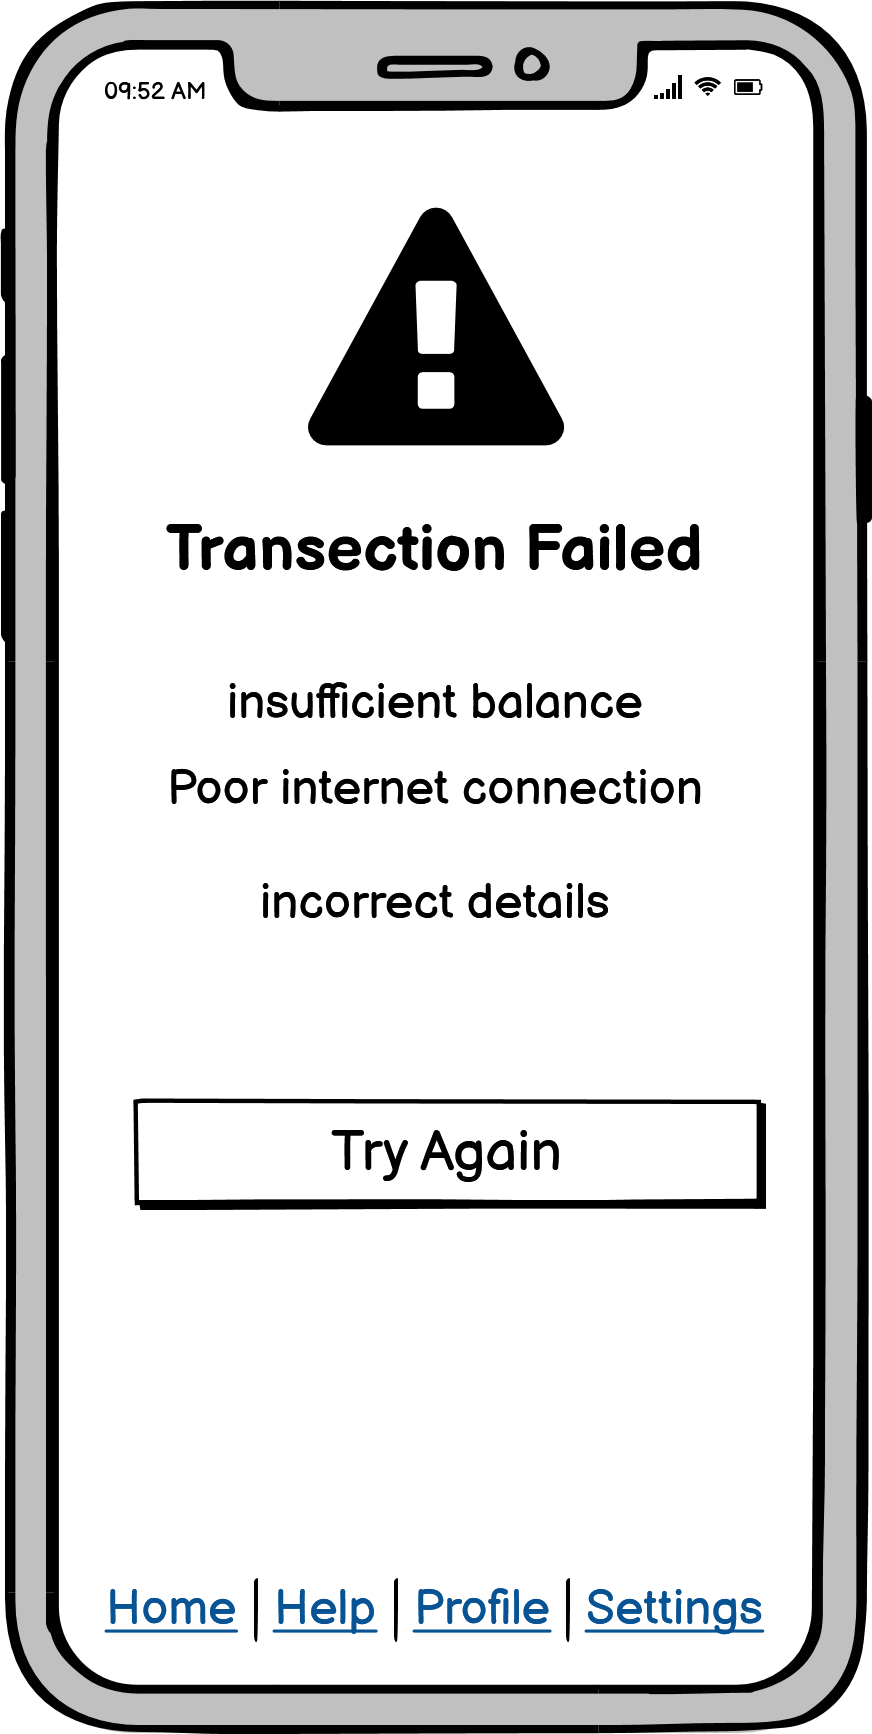 09:52 AM
Transection Failed
insufficient balance
Poor internet connection
incorrect details
Try Again
Home | Help | Profile | Settings